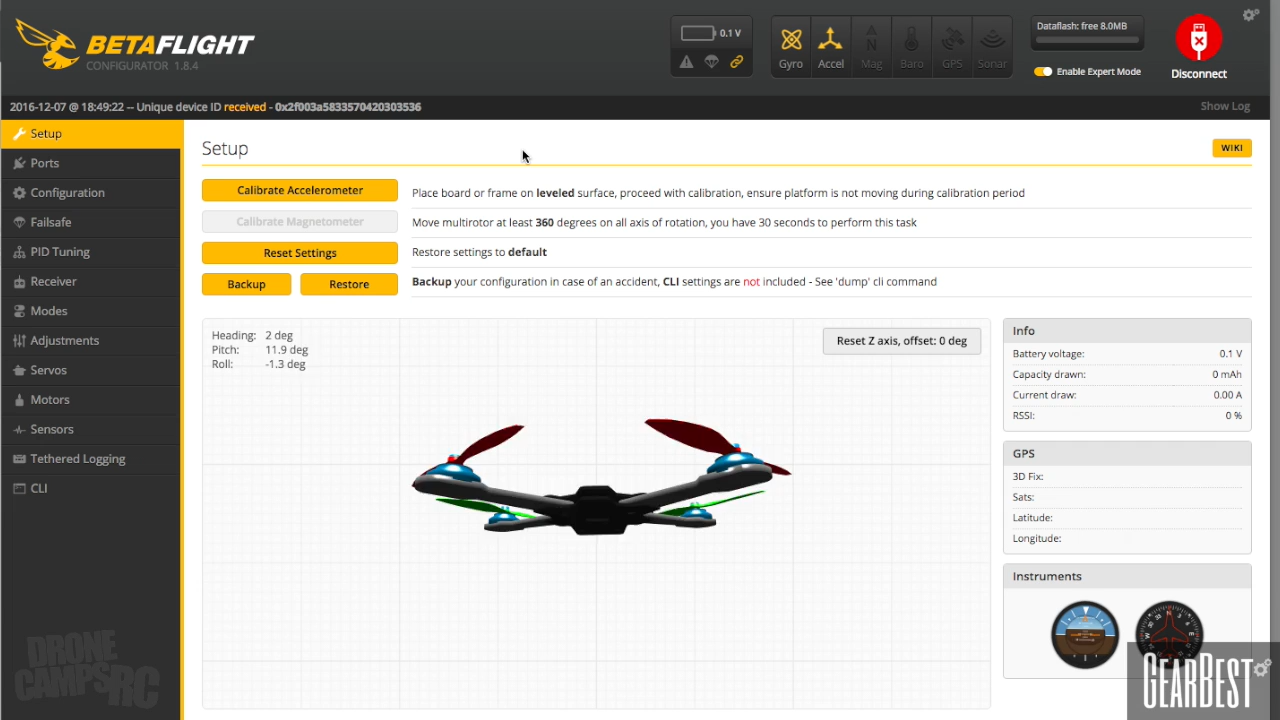 BETAFLIGHT
CONFIGURATOR 1.8.4
0.1 V
Gyro
Accel
Mag
Baro
GPS
Sonar
Dataflash: free 8.0MB
Enable Expert Mode
Disconnect
2016-12-07 @ 18:49:22 -- Unique device ID received - 0x2f003a5833570420303536
Show Log
Setup
Ports
Configuration
Failsafe
PID Tuning
Receiver
Modes
Adjustments
Servos
Motors
Sensors
Tethered Logging
CLI
DRONE
CAMPS RC
Setup
WIKI
Calibrate Accelerometer
Place board or frame on leveled surface, proceed with calibration, ensure platform is not moving during calibration period
Calibrate Magnetometer
Move multirotor at least 360 degrees on all axis of rotation, you have 30 seconds to perform this task
Reset Settings
Restore settings to default
Backup
Restore
Backup your configuration in case of an accident, CLI settings are not included - See 'dump' cli command
Heading: 2 deg
Pitch: 11.9 deg
Roll: -1.3 deg
Reset Z axis, offset: 0 deg
Info
Battery voltage: 0.1 V
Capacity drawn: 0 mAh
Current draw: 0.00 A
RSSI: 0 %
GPS
3D Fix:
Sats:
Latitude:
Longitude:
Instruments
GEARBEST